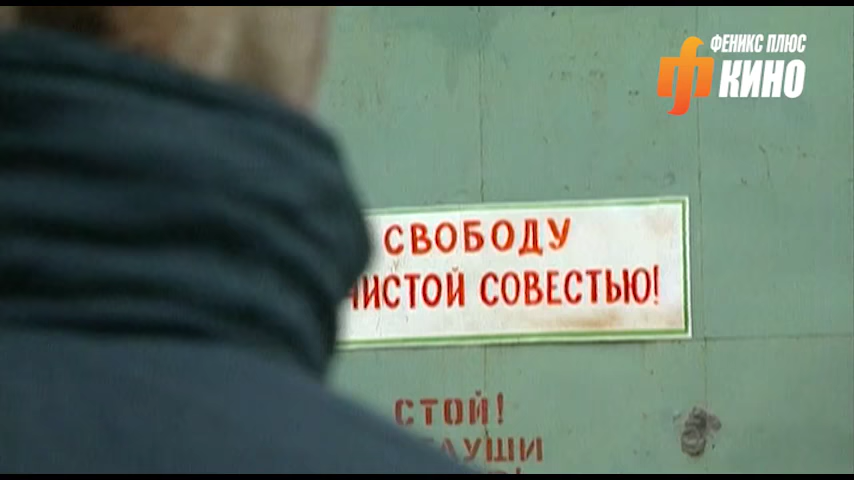 ФЕНИКС ПЛЮС
КИНО
СВОБОДУ
ЧИСТОЙ СОВЕСТЬЮ!
СТОЙ!